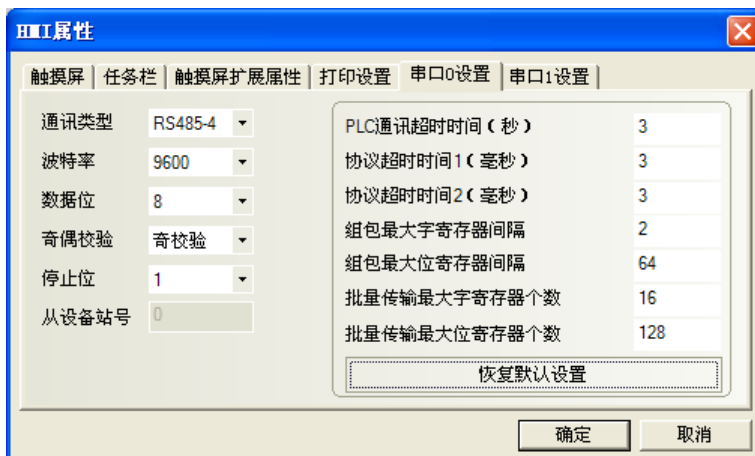 HMI属性
触摸屏 任务栏 触摸屏扩展属性 打印设置 串口0设置 串口1设置
通讯类型 RS485-4
波特率 9600
数据位 8
奇偶校验 奇校验
停止位 1
从设备站号 0
PLC通讯超时时间(秒) 3
协议超时时间1(毫秒) 3
协议超时时间2(毫秒) 3
组包最大字寄存器间隔 2
组包最大位寄存器间隔 64
批量传输最大字寄存器个数 16
批量传输最大位寄存器个数 128
恢复默认设置
确定 取消